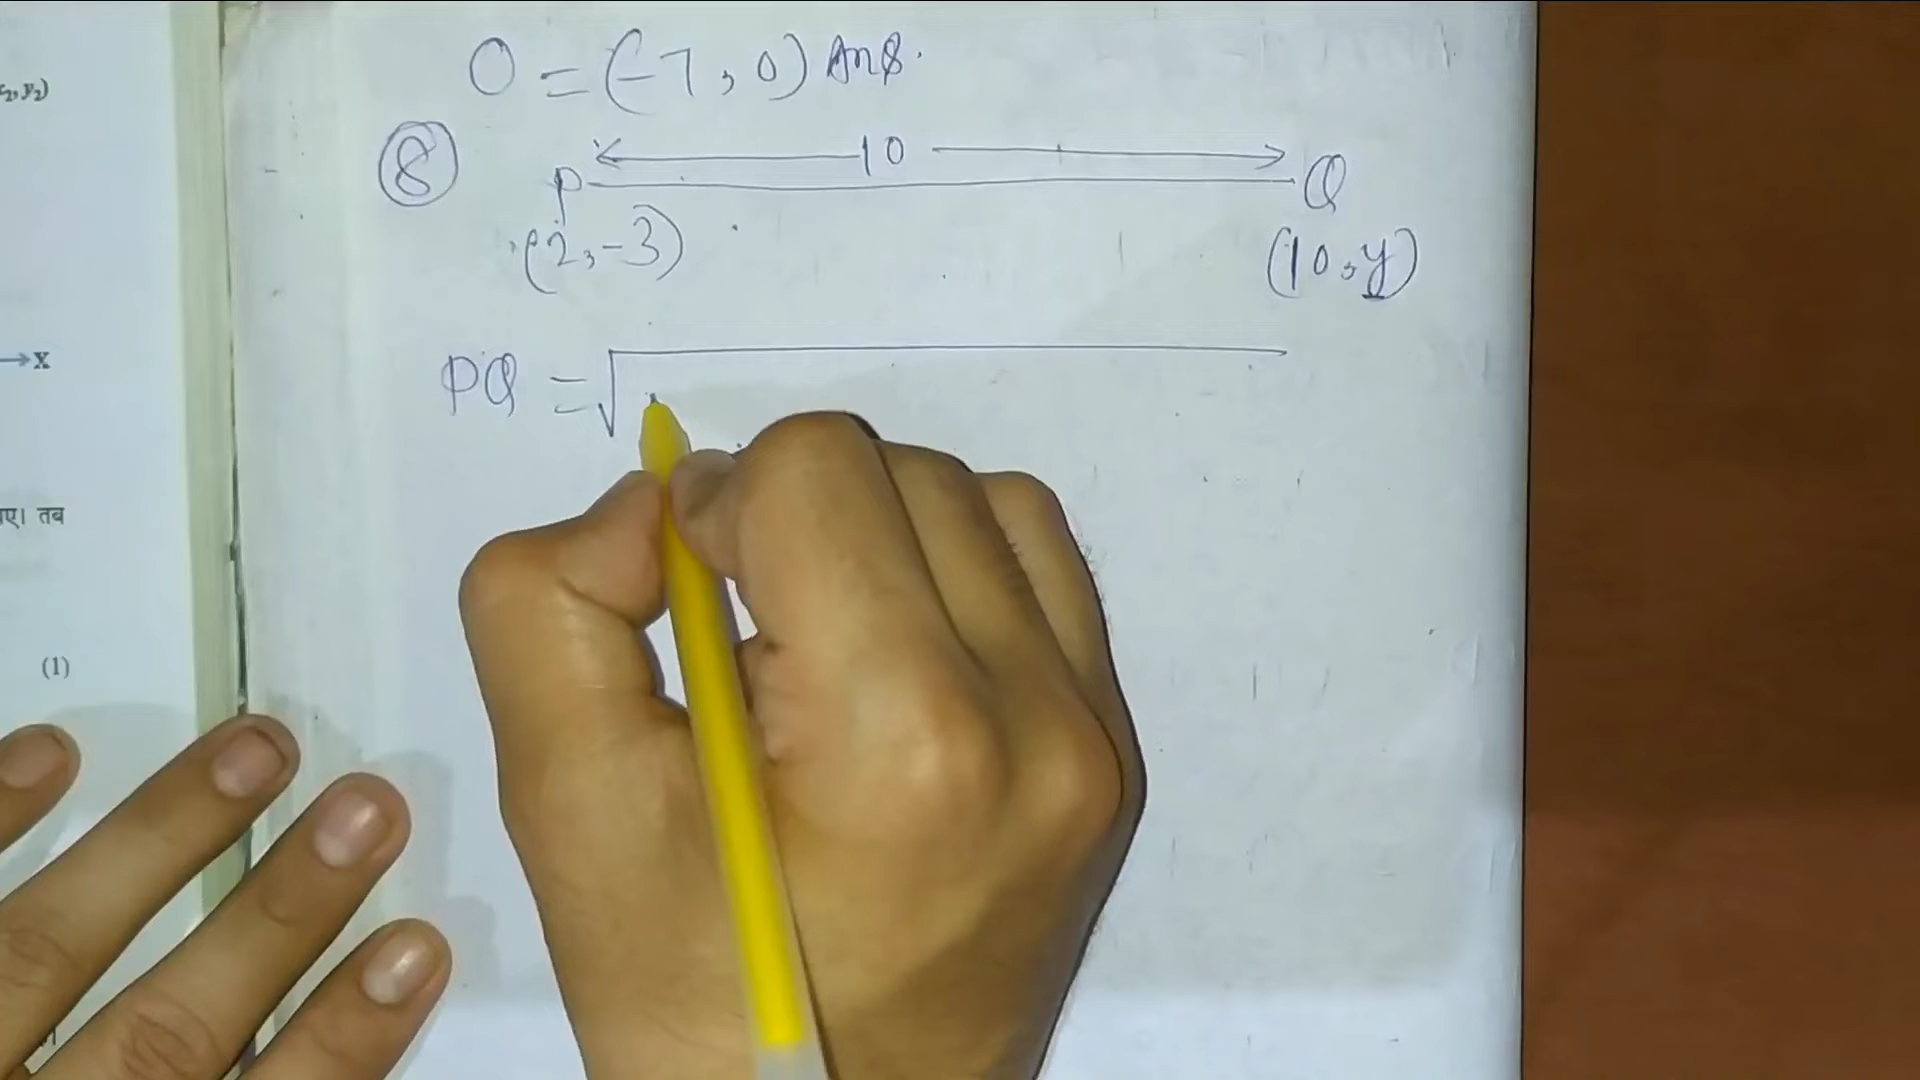 O = (-7, 0) Ans.
⑧ P 10 Q
(2, -3) (10, y)
PQ = √
x₂, y₂)
X
तब
(1)